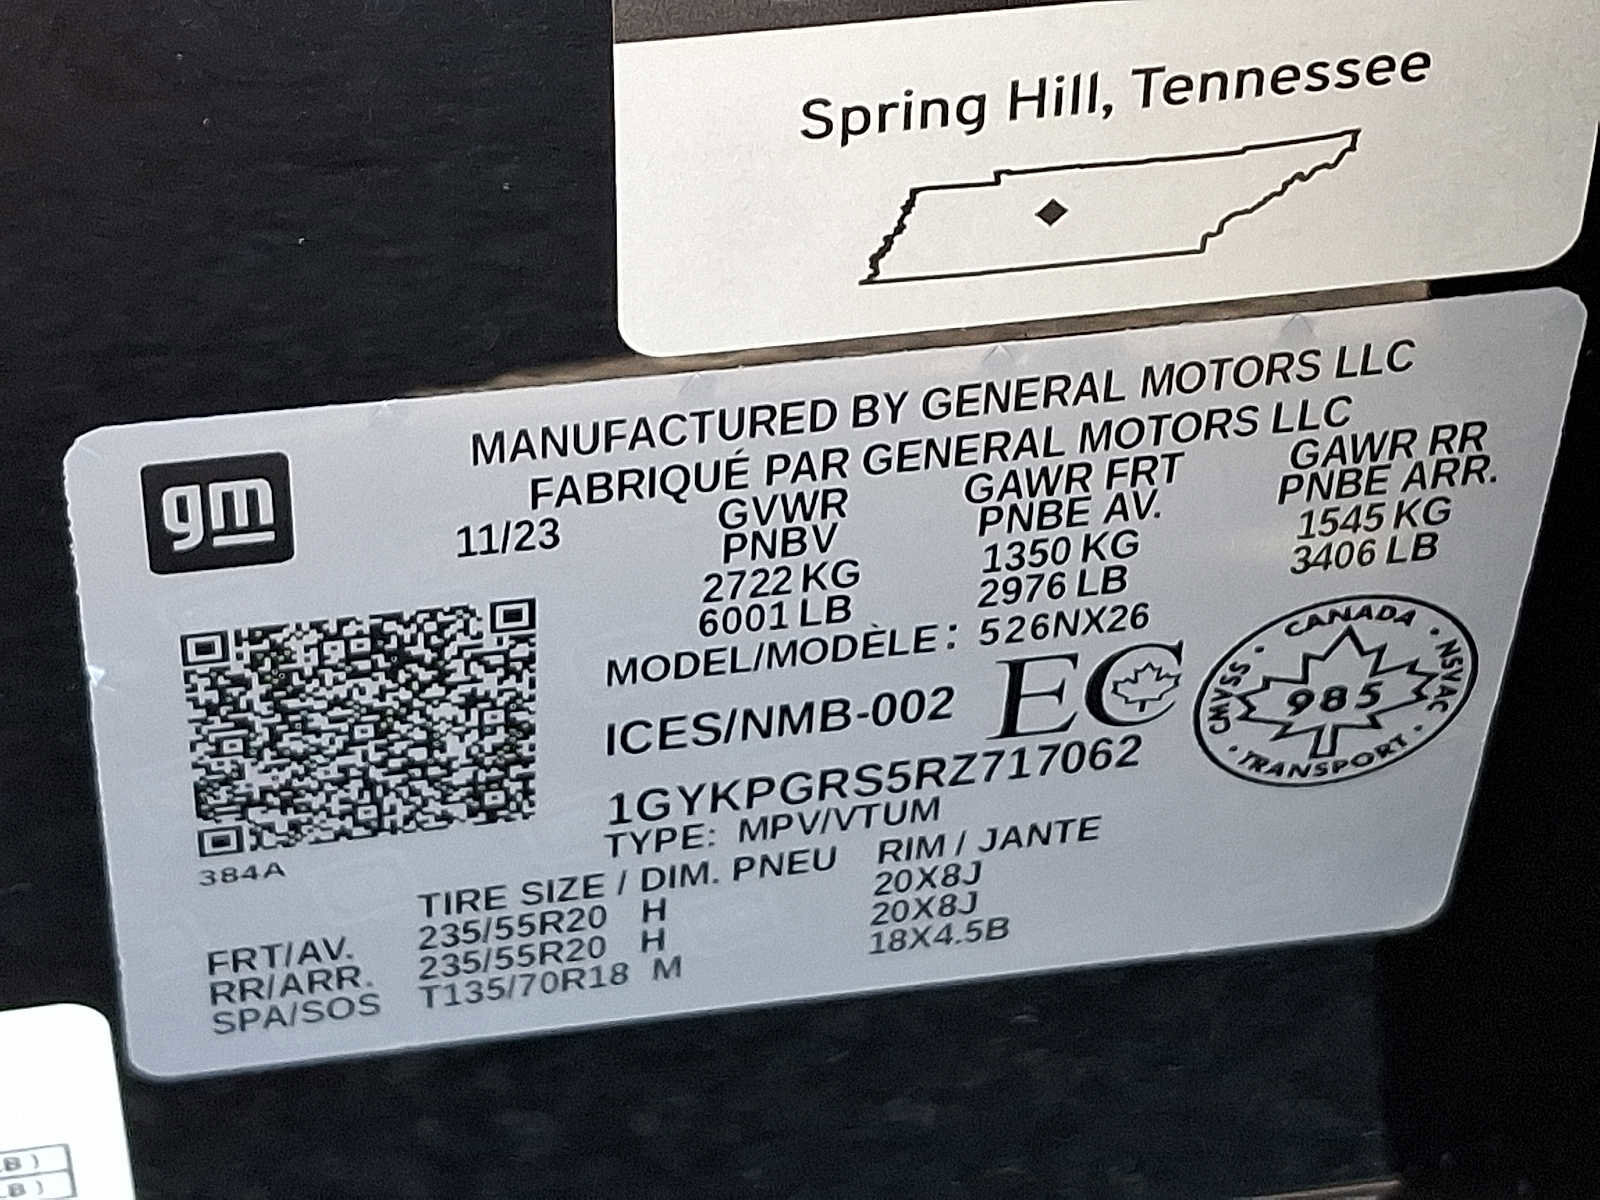 Spring Hill, Tennessee
MANUFACTURED BY GENERAL MOTORS LLC
FABRIQUÉ PAR GENERAL MOTORS LLC
gm
11/23
GVWR
PNBV
2722 KG
6001 LB
GAWR FRT
PNBE AV.
1350 KG
2976 LB
GAWR RR
PNBE ARR.
1545 KG
3406 LB
MODEL/MODÈLE: 526NX26
ICES/NMB-002
EC
CANADA · NSVAC · TRANSPORT · CMVSS ·
985
1GYKPGRS5RZ717062
TYPE: MPV/VTUM
384A
TIRE SIZE / DIM. PNEU RIM / JANTE
FRT/AV. 235/55R20 H 20X8J
RR/ARR. 235/55R20 H 20X8J
SPA/SOS T135/70R18 M 18X4.5B
B )
B )